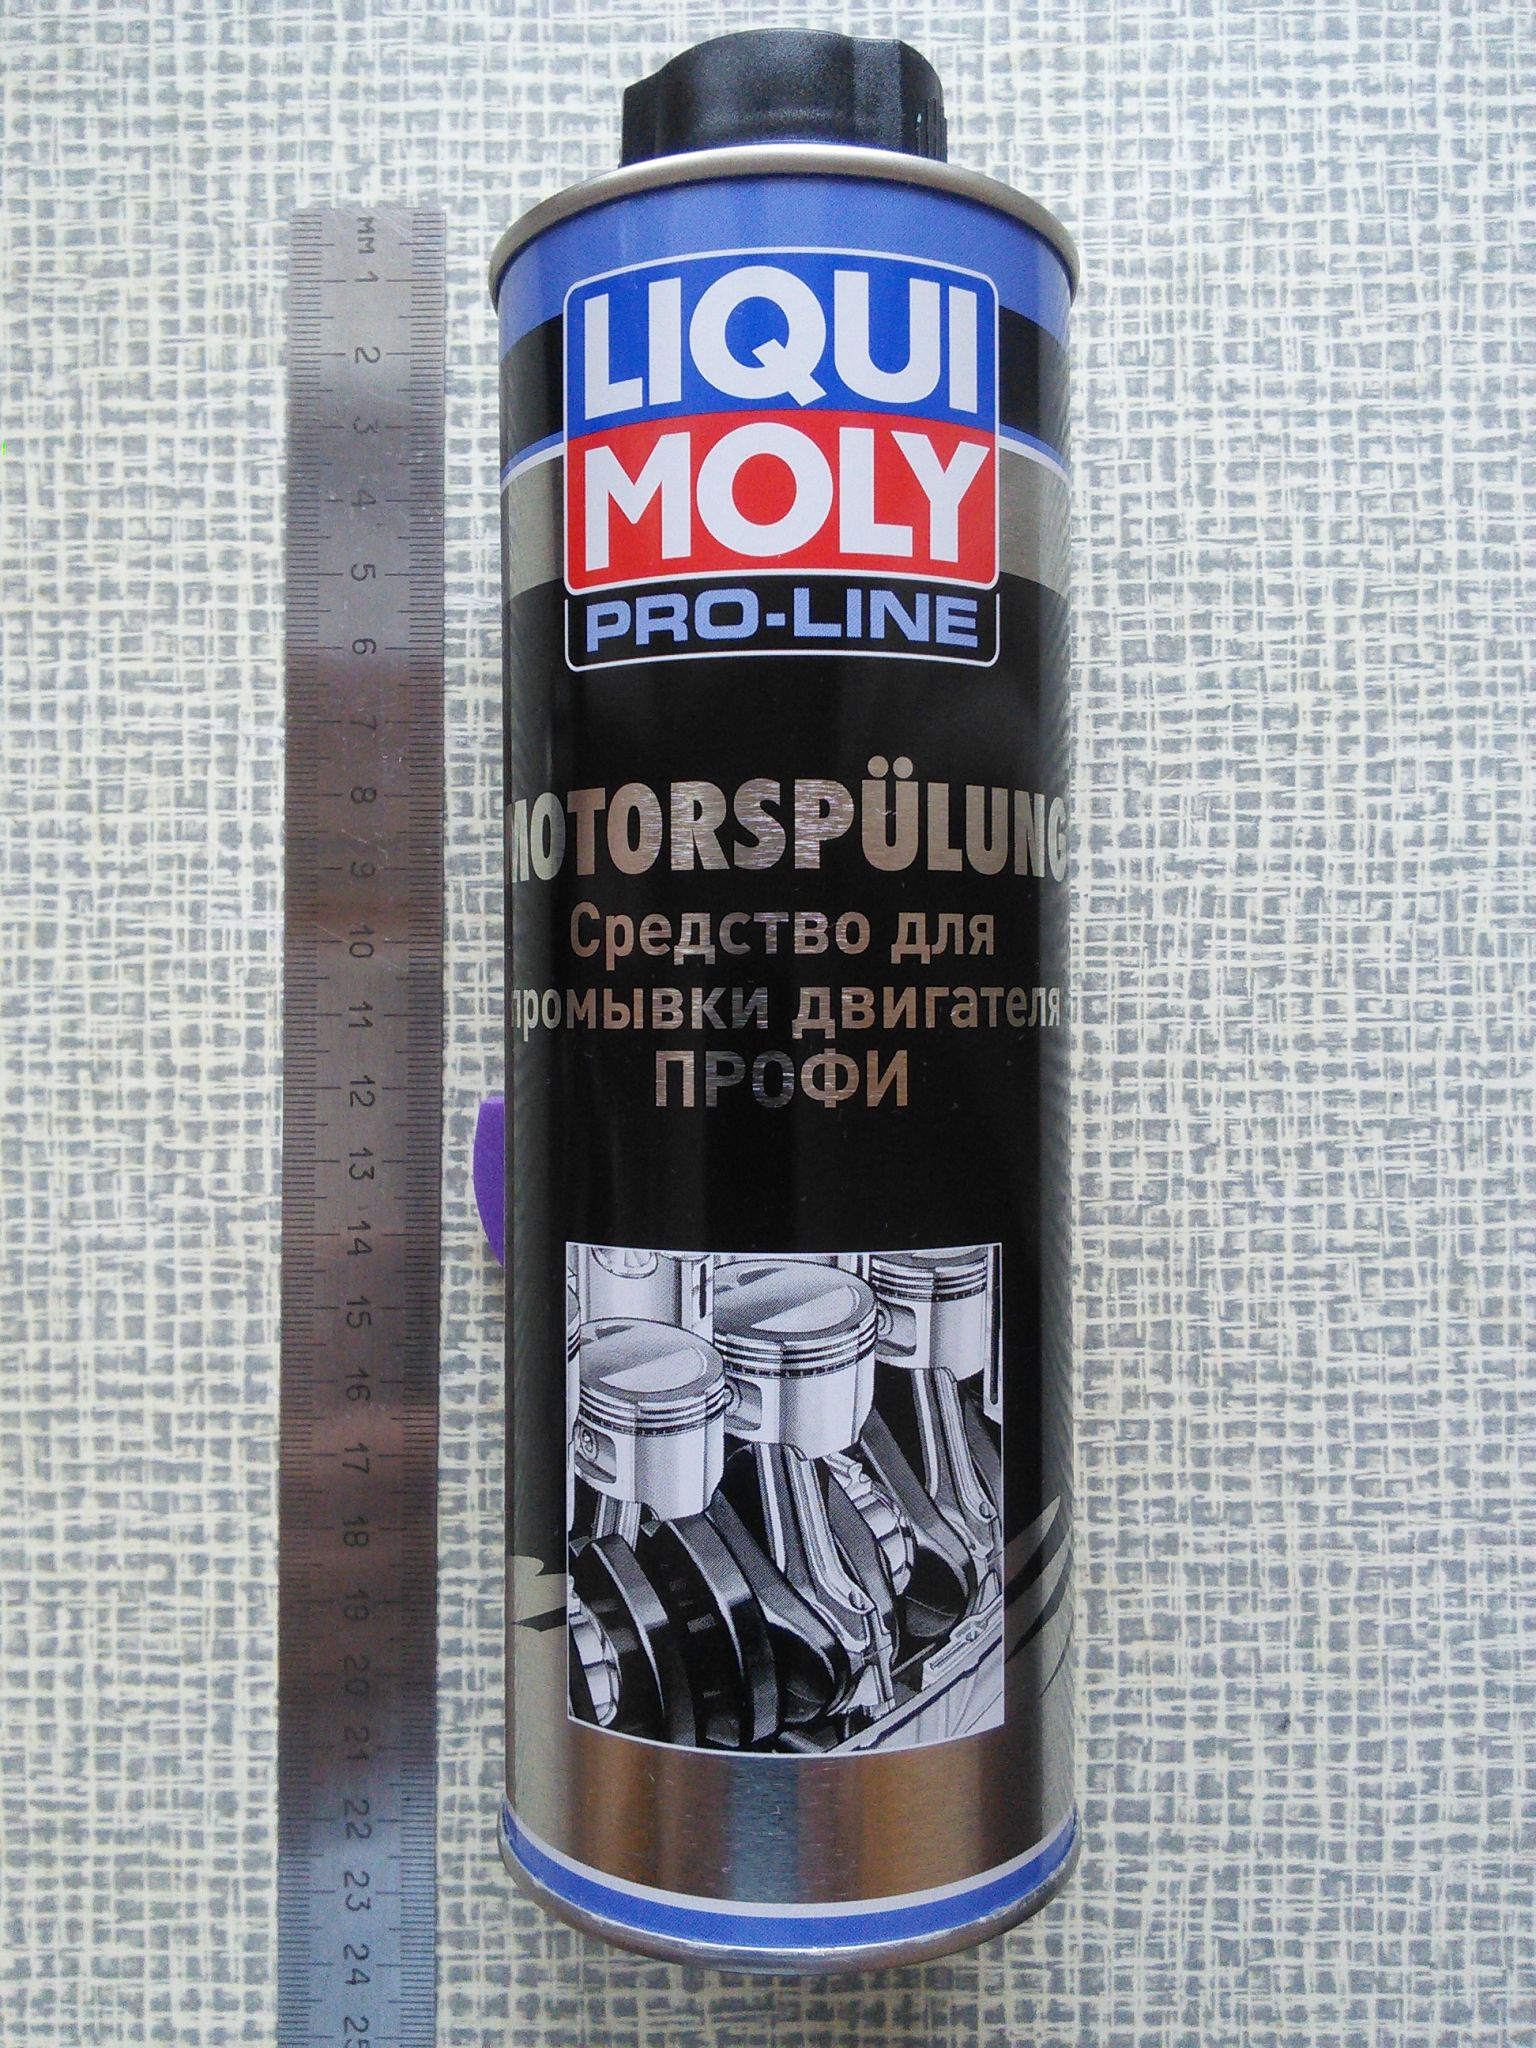 LIQUI
MOLY
PRO-LINE
MOTORSPÜLUNG
Средство для
промывки двигателя
ПРОФИ
мм 1 2 3 4 5 6 7 8 9 10 11 12 13 14 15 16 17 18 19 20 21 22 23 24 25